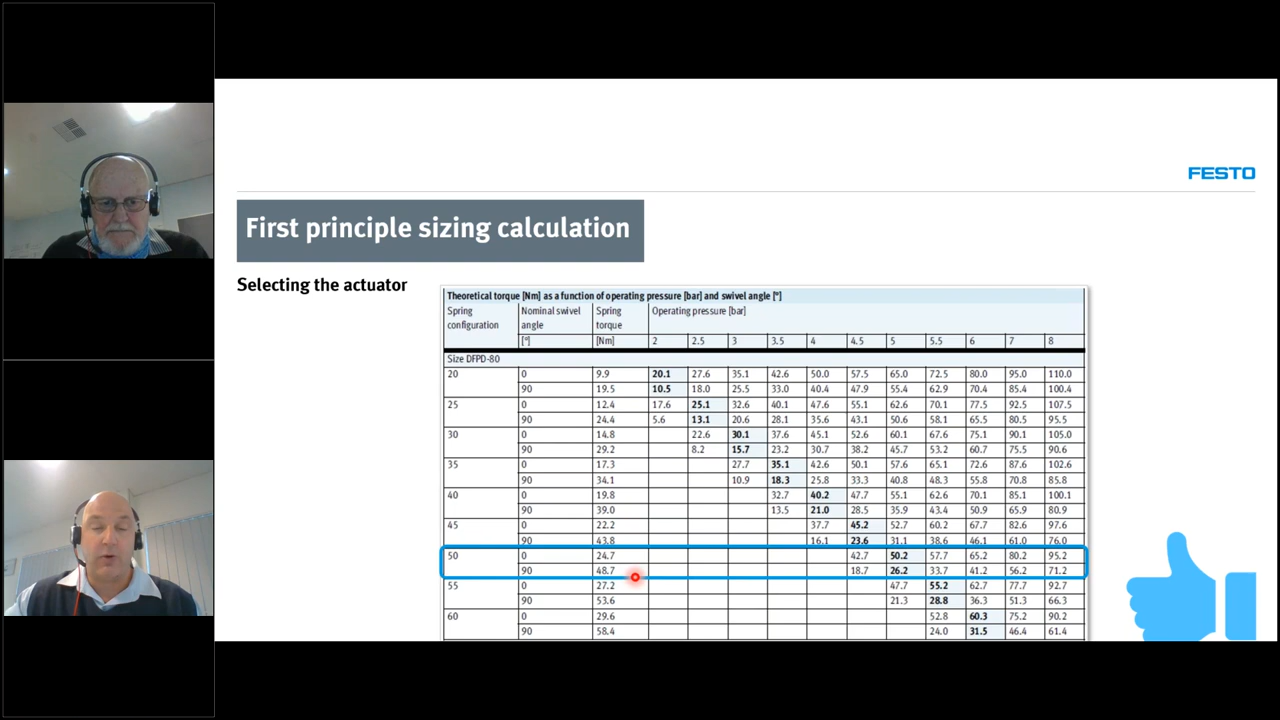 FESTO
First principle sizing calculation
Selecting the actuator
Theoretical torque [Nm] as a function of operating pressure [bar] and swivel angle [°]
Spring configuration Nominal swivel angle Spring torque Operating pressure [bar]
[°] [Nm] 2 2.5 3 3.5 4 4.5 5 5.5 6 7 8
Size DFPD-80
20 0 9.9 20.1 27.6 35.1 42.6 50.0 57.5 65.0 72.5 80.0 95.0 110.0
90 19.5 10.5 18.0 25.5 33.0 40.4 47.9 55.4 62.9 70.4 85.4 100.4
25 0 12.4 17.6 25.1 32.6 40.1 47.6 55.1 62.6 70.1 77.5 92.5 107.5
90 24.4 5.6 13.1 20.6 28.1 35.6 43.1 50.6 58.1 65.5 80.5 95.5
30 0 14.8 22.6 30.1 37.6 45.1 52.6 60.1 67.6 75.1 90.1 105.0
90 29.2 8.2 15.7 23.2 30.7 38.2 45.7 53.2 60.7 75.5 90.6
35 0 17.3 27.7 35.1 42.6 50.1 57.6 65.1 72.6 87.6 102.6
90 34.1 10.9 18.3 25.8 33.3 40.8 48.3 55.8 70.8 85.8
40 0 19.8 32.7 40.2 47.7 55.1 62.6 70.1 85.1 100.1
90 39.0 13.5 21.0 28.5 35.9 43.4 50.9 65.9 80.9
45 0 22.2 37.7 45.2 52.7 60.2 67.7 82.6 97.6
90 43.8 16.1 23.6 31.1 38.6 46.1 61.0 76.0
50 0 24.7 42.7 50.2 57.7 65.2 80.2 95.2
90 48.7 18.7 26.2 33.7 41.2 56.2 71.2
55 0 27.2 47.7 55.2 62.7 77.7 92.7
90 53.6 21.3 28.8 36.3 51.3 66.3
60 0 29.6 52.8 60.3 75.2 90.2
90 58.4 24.0 31.5 46.4 61.4